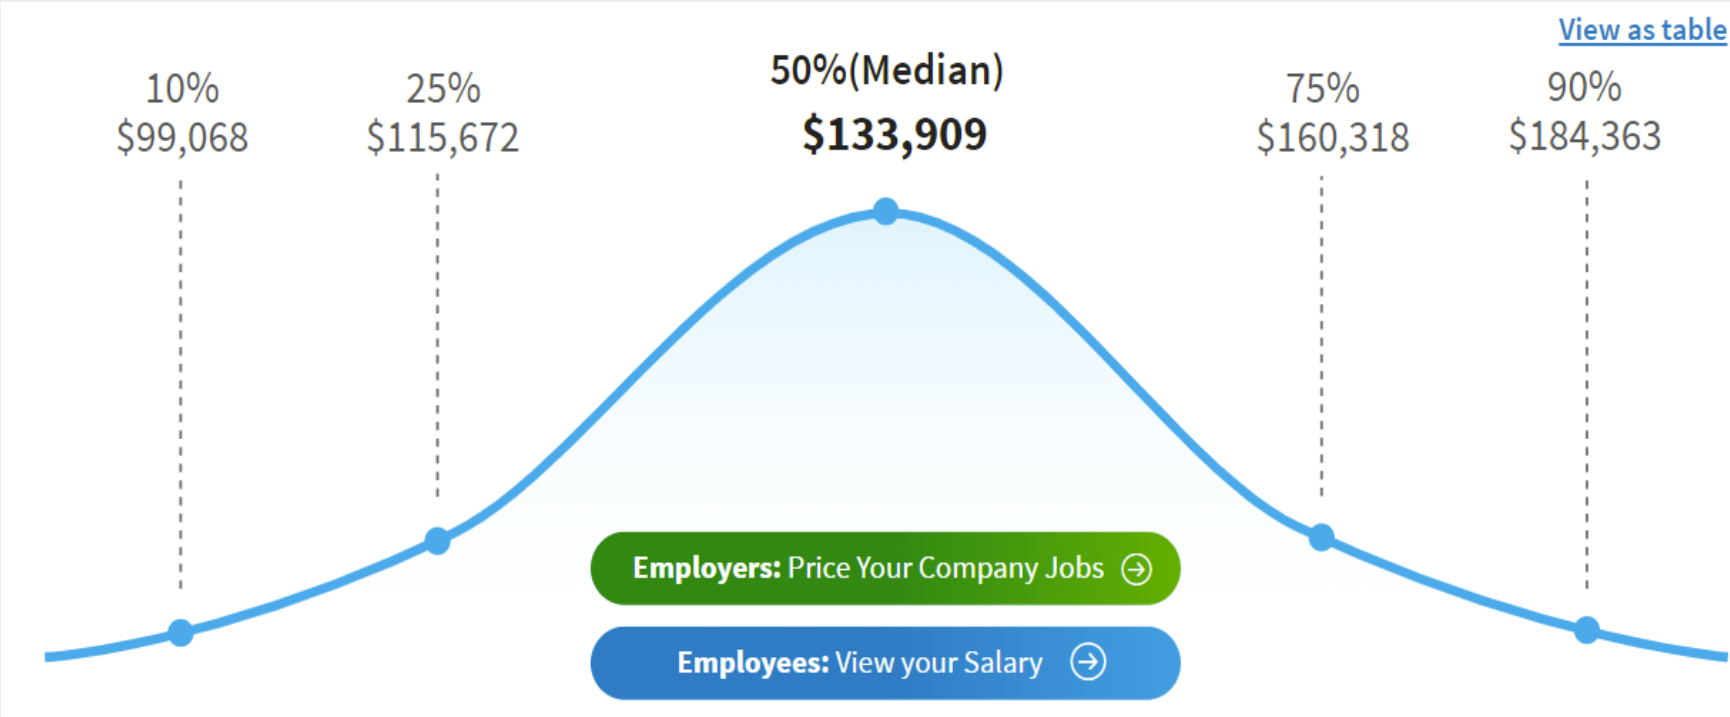 View as table
10%
$99,068
25%
$115,672
50%(Median)
$133,909
75%
$160,318
90%
$184,363
Employers: Price Your Company Jobs
Employees: View your Salary